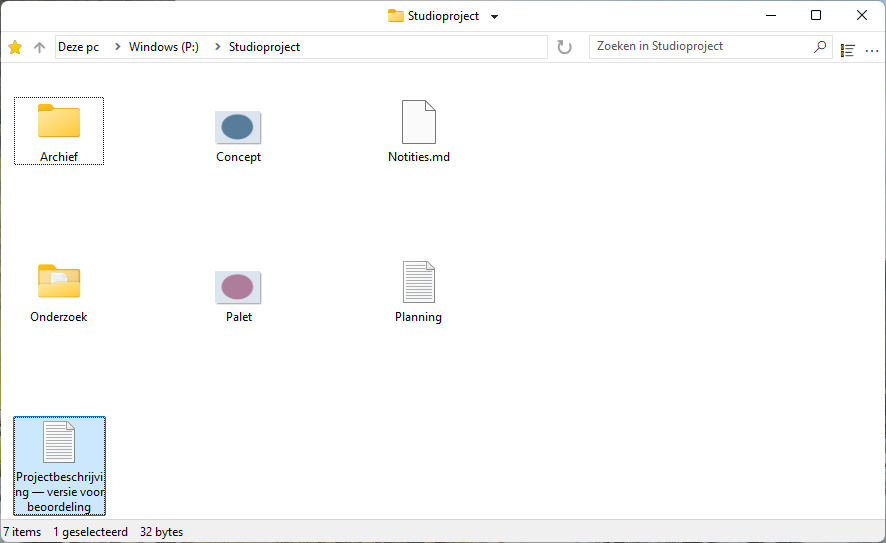 Studioproject
Deze pc
Windows (P:)
Studioproject
Zoeken in Studioproject
Archief
Concept
Notities.md
Onderzoek
Palet
Planning
Projectbeschrijvi
ng — versie voor
beoordeling
7 items
1 geselecteerd
32 bytes